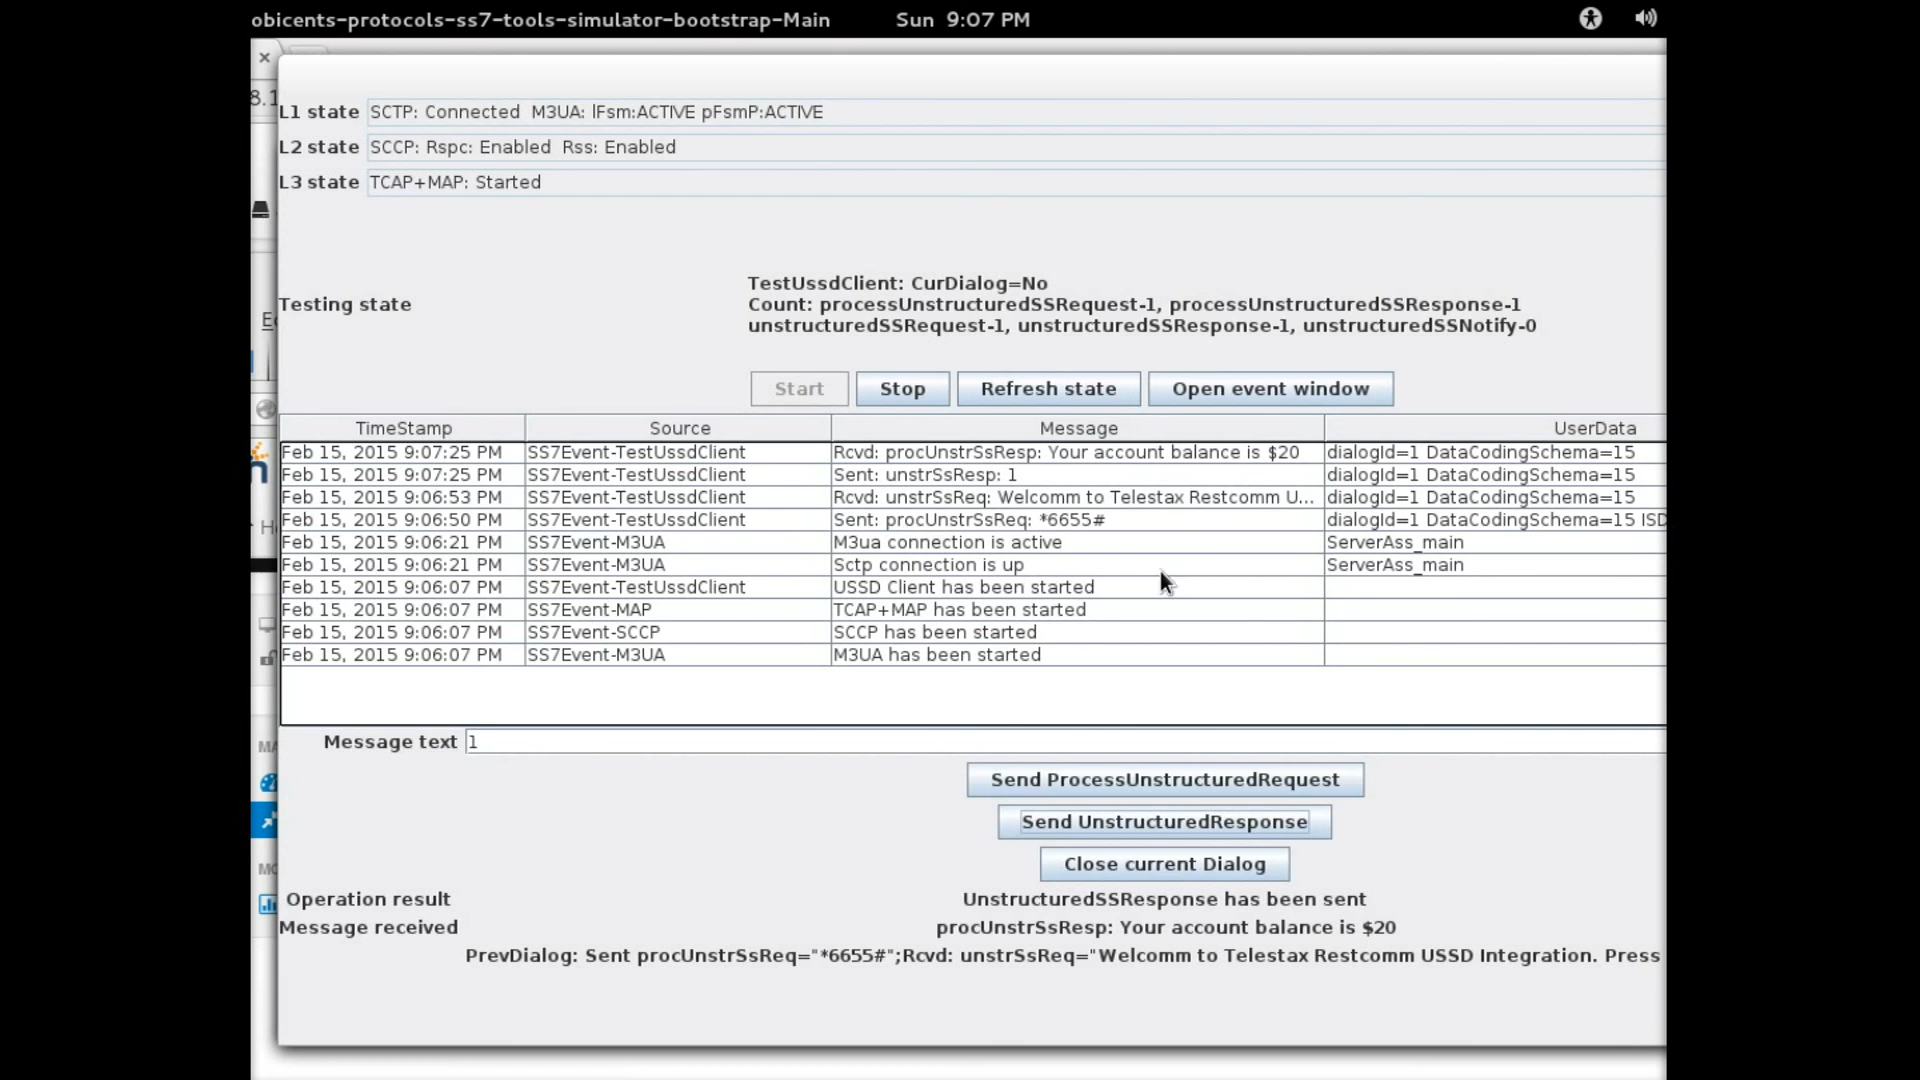 obicents-protocols-ss7-tools-simulator-bootstrap-Main Sun 9:07 PM
8.1
L1 state SCTP: Connected M3UA: lFsm:ACTIVE pFsmP:ACTIVE
L2 state SCCP: Rspc: Enabled Rss: Enabled
L3 state TCAP+MAP: Started
TestUssdClient: CurDialog=No
Testing state Count: processUnstructuredSSRequest-1, processUnstructuredSSResponse-1
unstructuredSSRequest-1, unstructuredSSResponse-1, unstructuredSSNotify-0
Start Stop Refresh state Open event window
TimeStamp Source Message UserData
Feb 15, 2015 9:07:25 PM SS7Event-TestUssdClient Rcvd: procUnstrSsResp: Your account balance is $20 dialogId=1 DataCodingSchema=15
Feb 15, 2015 9:07:25 PM SS7Event-TestUssdClient Sent: unstrSsResp: 1 dialogId=1 DataCodingSchema=15
Feb 15, 2015 9:06:53 PM SS7Event-TestUssdClient Rcvd: unstrSsReq: Welcomm to Telestax Restcomm U... dialogId=1 DataCodingSchema=15
Feb 15, 2015 9:06:50 PM SS7Event-TestUssdClient Sent: procUnstrSsReq: *6655# dialogId=1 DataCodingSchema=15 ISD
Feb 15, 2015 9:06:21 PM SS7Event-M3UA M3ua connection is active ServerAss_main
Feb 15, 2015 9:06:21 PM SS7Event-M3UA Sctp connection is up ServerAss_main
Feb 15, 2015 9:06:07 PM SS7Event-TestUssdClient USSD Client has been started
Feb 15, 2015 9:06:07 PM SS7Event-MAP TCAP+MAP has been started
Feb 15, 2015 9:06:07 PM SS7Event-SCCP SCCP has been started
Feb 15, 2015 9:06:07 PM SS7Event-M3UA M3UA has been started
Message text 1
Send ProcessUnstructuredRequest
Send UnstructuredResponse
Close current Dialog
Operation result UnstructuredSSResponse has been sent
Message received procUnstrSsResp: Your account balance is $20
PrevDialog: Sent procUnstrSsReq="*6655#";Rcvd: unstrSsReq="Welcomm to Telestax Restcomm USSD Integration. Press